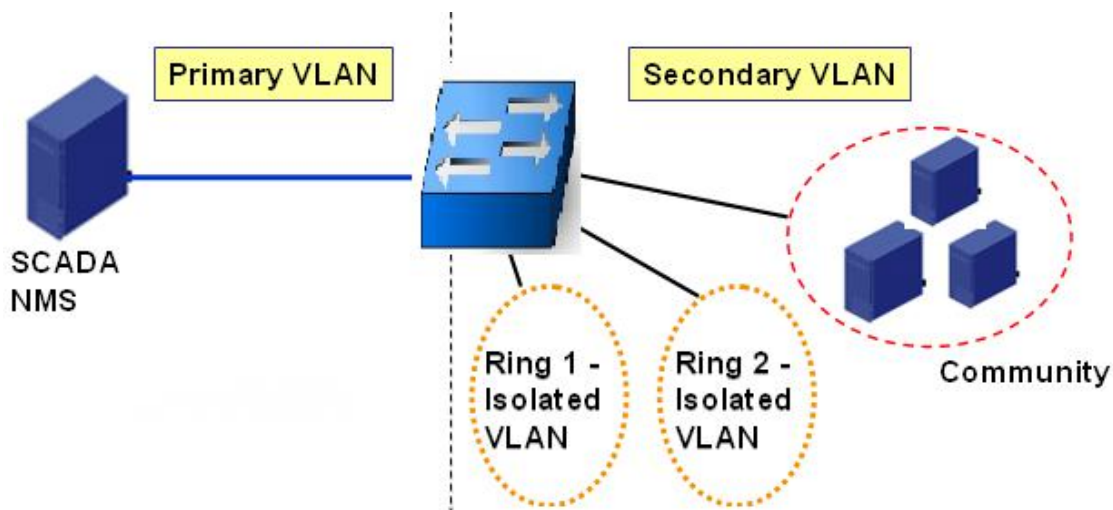 Primary VLAN
Secondary VLAN
SCADA
NMS
Ring 1 -
Isolated
VLAN
Ring 2 -
Isolated
VLAN
Community